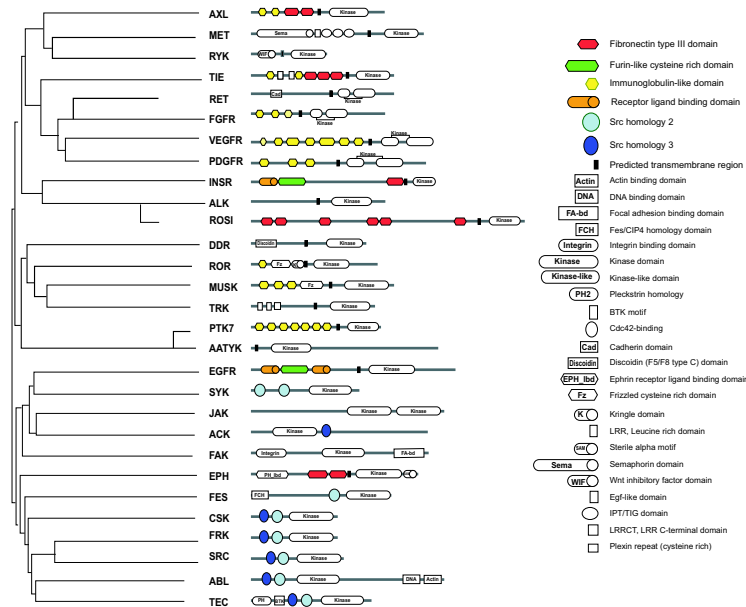 AXL
Kinase
MET
Sema
Kinase
RYK
WIF
Kinase
TIE
Kinase
RET
Cad
Kinase
FGFR
Kinase
VEGFR
Kinase
PDGFR
Kinase
INSR
Kinase
ALK
Kinase
ROSI
Kinase
DDR
Discoidin
Kinase
ROR
Fz
Kinase
MUSK
Fz
Kinase
TRK
Kinase
PTK7
Kinase
AATYK
Kinase
EGFR
Kinase
SYK
Kinase
JAK
Kinase Kinase
ACK
Kinase
FAK
Integrin Kinase FA-bd
EPH
PH_lbd Kinase
FES
FCH Kinase
CSK
Kinase
FRK
Kinase
SRC
Kinase
ABL
Kinase DNA Actin
TEC
PH BTK Kinase
Fibronectin type III domain
Furin-like cysteine rich domain
Immunoglobulin-like domain
Receptor ligand binding domain
Src homology 2
Src homology 3
Predicted transmembrane region
Actin Actin binding domain
DNA DNA binding domain
FA-bd Focal adhesion binding domain
FCH Fes/CIP4 homology domain
Integrin Integrin binding domain
Kinase Kinase domain
Kinase-like Kinase-like domain
PH2 Pleckstrin homology
BTK motif
Cdc42-binding
Cad Cadherin domain
Discoidin Discoidin (F5/F8 type C) domain
EPH_lbd Ephrin receptor ligand binding domain
Fz Frizzled cysteine rich domain
K Kringle domain
LRR, Leucine rich domain
SAM Sterile alpha motif
Sema Semaphorin domain
WIF Wnt inhibitory factor domain
Egf-like domain
IPT/TIG domain
LRRCT, LRR C-terminal domain
Plexin repeat (cysteine rich)